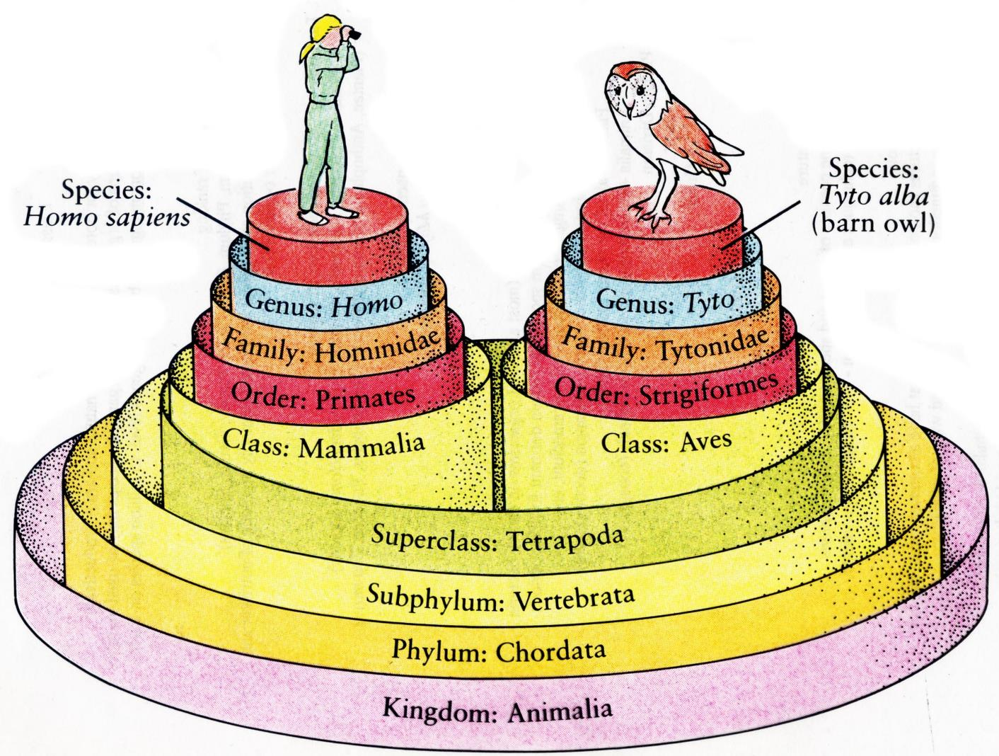 Species:
Homo sapiens
Species:
Tyto alba
(barn owl)
Genus: Homo
Genus: Tyto
Family: Hominidae
Family: Tytonidae
Order: Primates
Order: Strigiformes
Class: Mammalia
Class: Aves
Superclass: Tetrapoda
Subphylum: Vertebrata
Phylum: Chordata
Kingdom: Animalia